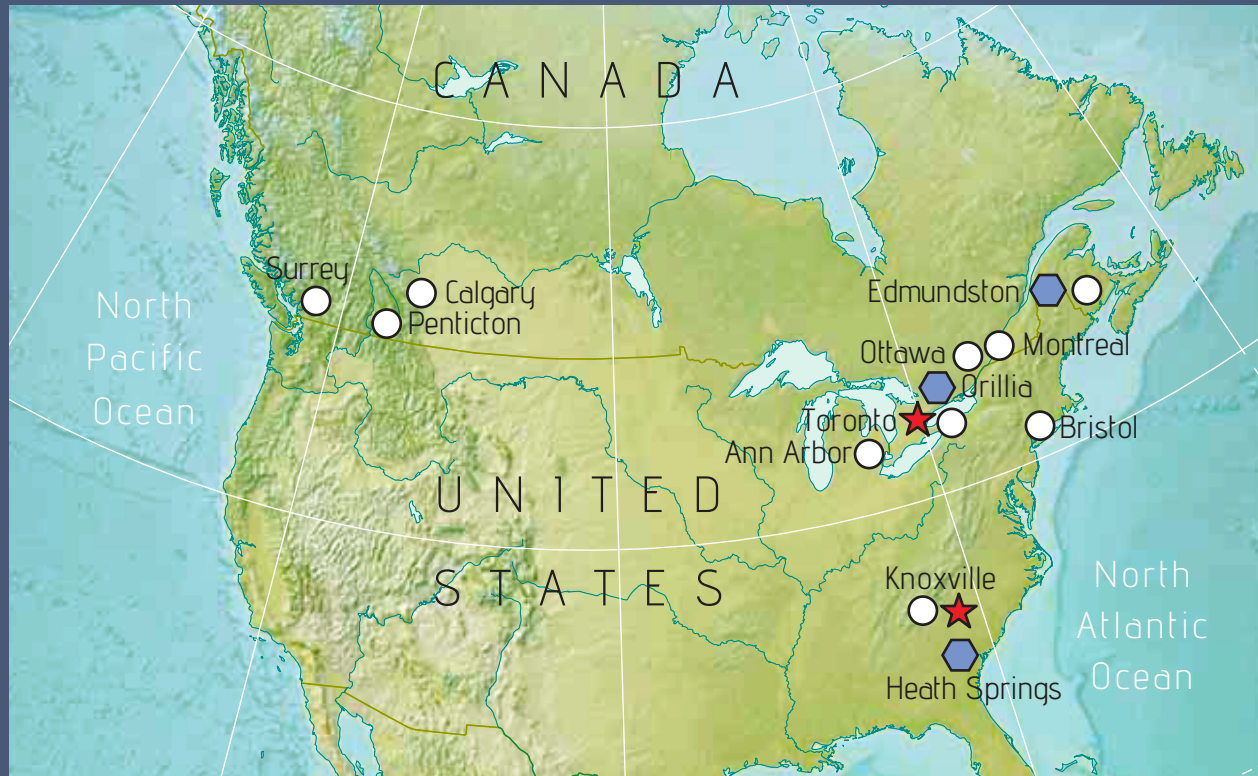 CANADA
Surrey
Calgary
Penticton
North
Pacific
Ocean
Edmundston
Montreal
Ottawa
Orillia
Toronto
Bristol
Ann Arbor
UNITED
STATES
Knoxville
Heath Springs
North
Atlantic
Ocean